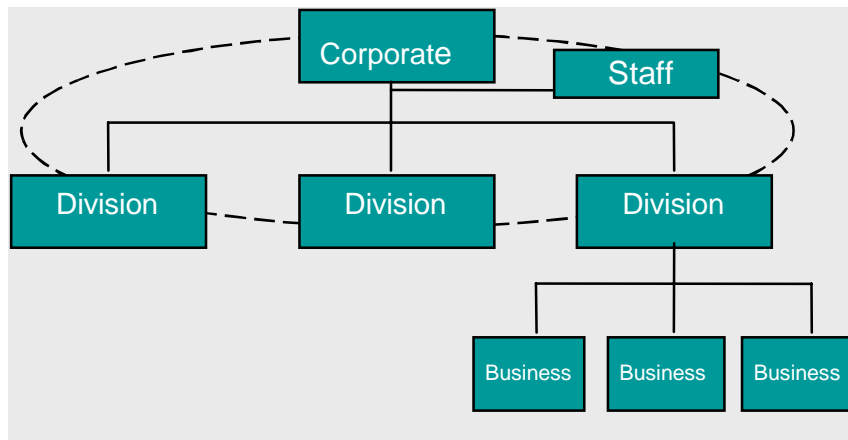 Corporate
Staff
Division
Division
Division
Business
Business
Business